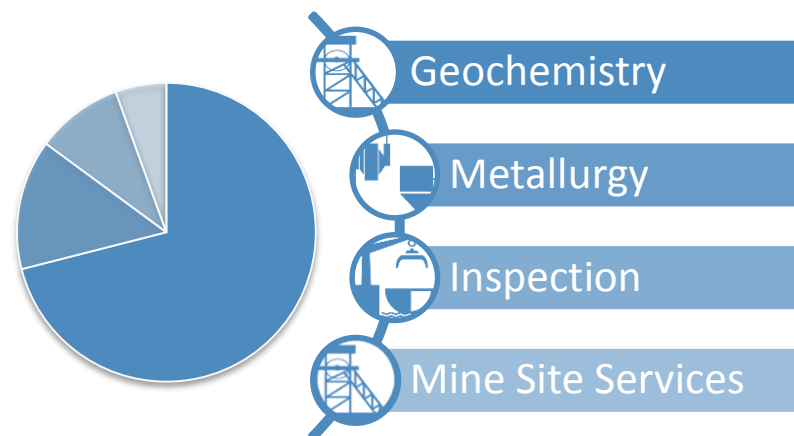 Geochemistry
Metallurgy
Inspection
Mine Site Services